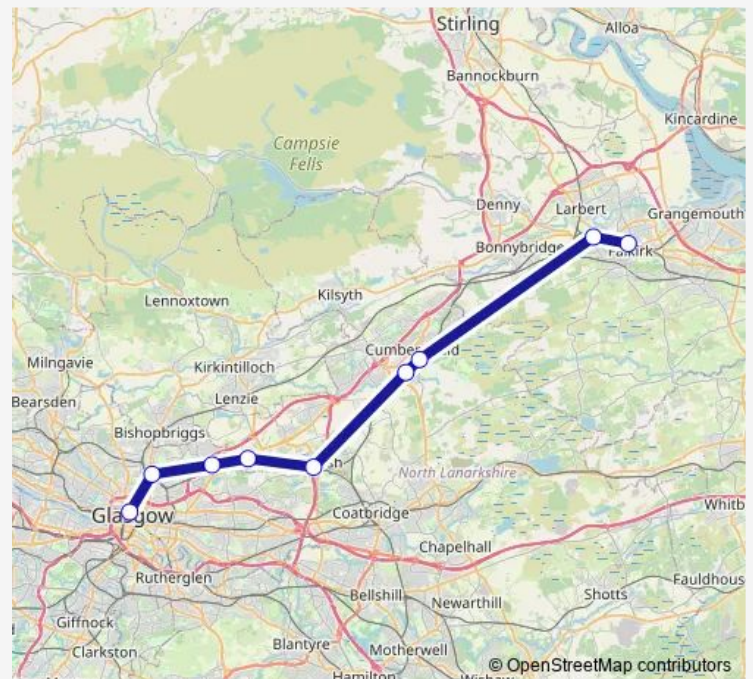 Stirling
Alloa
Bannockburn
Kincardine
Campsie
Fells
Denny
Larbert
Grangemouth
Bonnybridge
Falkirk
Lennoxtown
Kilsyth
Milngavie
Kirkintilloch
Bearsden
Lenzie
Bishopbriggs
North Lanarkshire
Glasgow
Coatbridge
Whitb
Chapelhall
Rutherglen
Bellshill
Newarthill
Shotts
Fauldhous
Giffnock
Clarkston
Blantyre
Motherwell
Hamilton
© OpenStreetMap contributors